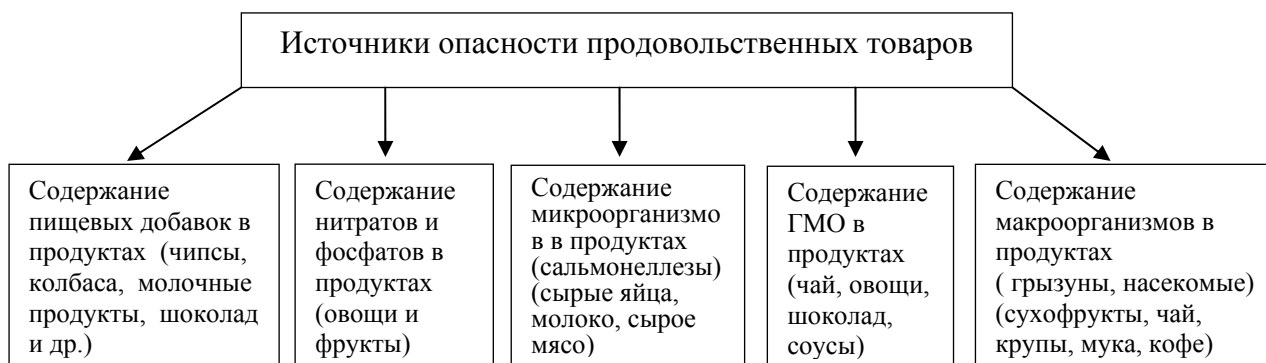 Источники опасности продовольственных товаров
Содержание
пищевых добавок в
продуктах (чипсы,
колбаса, молочные
продукты, шоколад
и др.)
Содержание
нитратов и
фосфатов в
продуктах
(овощи и
фрукты)
Содержание
микроорганизмо
в в продуктах
(сальмонеллезы)
(сырые яйца,
молоко, сырое
мясо)
Содержание
ГМО в
продуктах
(чай, овощи,
шоколад,
соусы)
Содержание
макроорганизмов в
продуктах
( грызуны, насекомые)
(сухофрукты, чай,
крупы, мука, кофе)